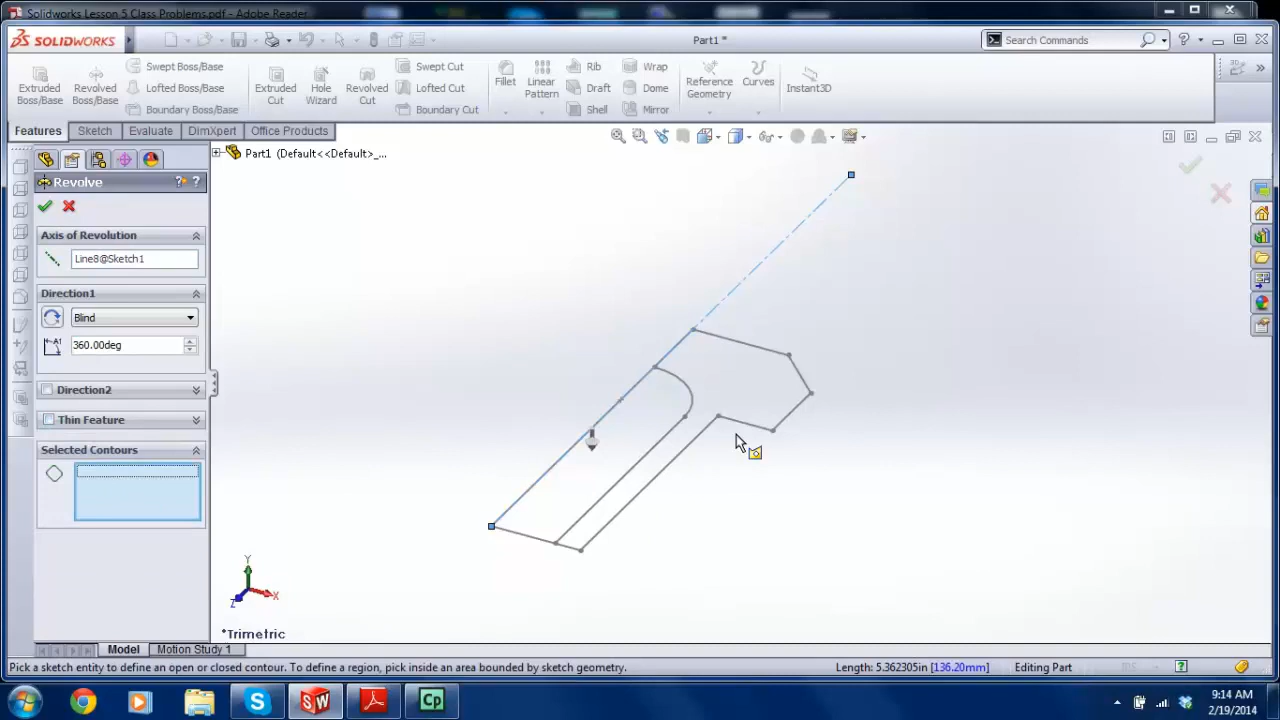 Solidworks Lesson 5 Class Problems.pdf - Adobe Reader
SOLIDWORKS
Part1 *
Search Commands
Extruded Boss/Base
Revolved Boss/Base
Swept Boss/Base
Lofted Boss/Base
Boundary Boss/Base
Extruded Cut
Hole Wizard
Revolved Cut
Swept Cut
Lofted Cut
Boundary Cut
Fillet
Linear Pattern
Rib
Draft
Shell
Wrap
Dome
Mirror
Reference Geometry
Curves
Instant3D
Features
Sketch
Evaluate
DimXpert
Office Products
Part1 (Default<<Default>_...
Revolve
Axis of Revolution
Line8@Sketch1
Direction1
Blind
360.00deg
Direction2
Thin Feature
Selected Contours
Y
X
Z
*Trimetric
Model
Motion Study 1
Pick a sketch entity to define an open or closed contour. To define a region, pick inside an area bounded by sketch geometry.
Length: 5.362305in [136.20mm]
Editing Part
9:14 AM
2/19/2014